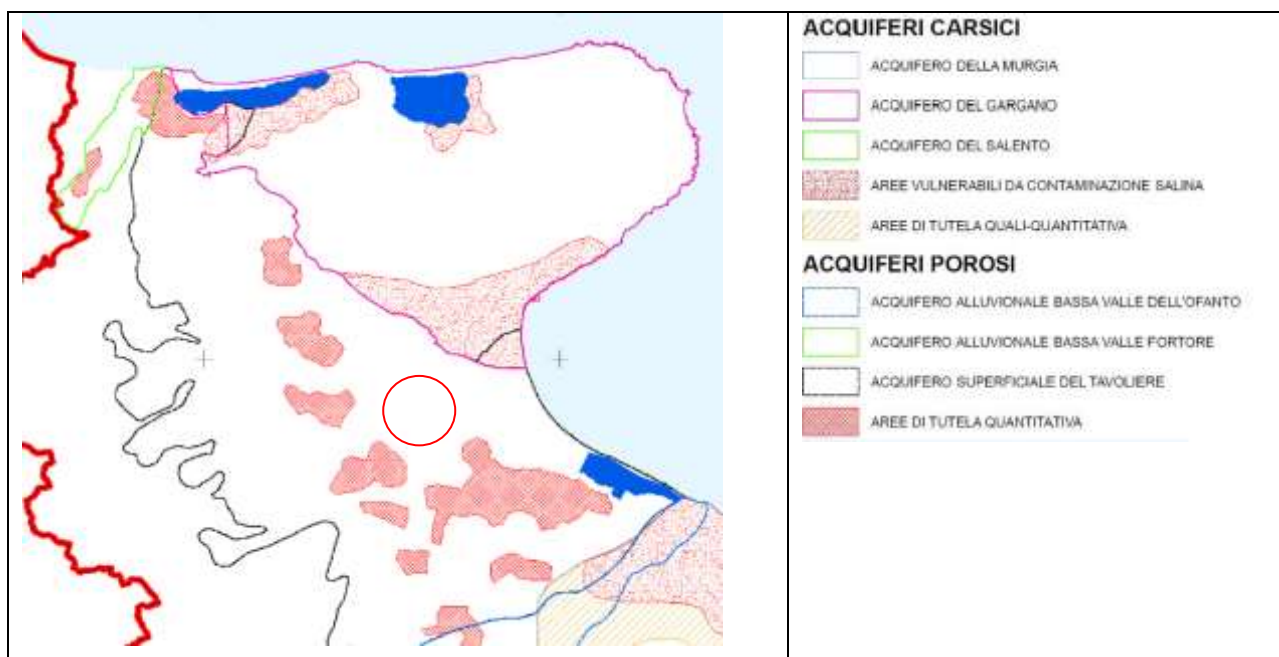 ACQUIFERI CARSICI
ACQUIFERO DELLA MURGIA
ACQUIFERO DEL GARGANO
ACQUIFERO DEL SALENTO
AREE VULNERABILI DA CONTAMINAZIONE SALINA
AREE DI TUTELA QUALI-QUANTITATIVA
ACQUIFERI POROSI
ACQUIFERO ALLUVIONALE BASSA VALLE DELL'OFANTO
ACQUIFERO ALLUVIONALE BASSA VALLE FORTORE
ACQUIFERO SUPERFICIALE DEL TAVOLIERE
AREE DI TUTELA QUANTITATIVA